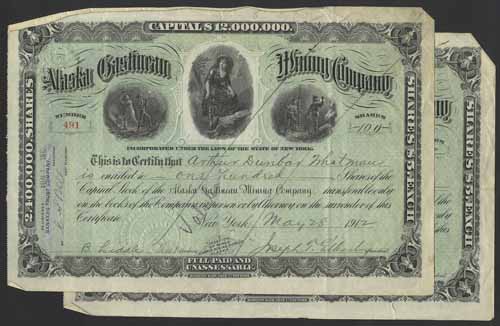 CAPITAL $12,000,000.
Alaska Gastineau Mining Company
NUMBER
491
SHARES
-100-
2,400,000 SHARES
SHARES $5. EACH
INCORPORATED UNDER THE LAWS OF THE STATE OF NEW YORK.
This is to Certify that Arthur Dunbar
is entitled to One Hundred Shares of the
Capital Stock of the Alaska Gastineau Mining Company, transferable only
on the books of the Company in person or by Attorney on the surrender of this
Certificate.
New York, May 28 1912
FULL PAID AND
UNASSESSABLE.
SHARES $5. EACH